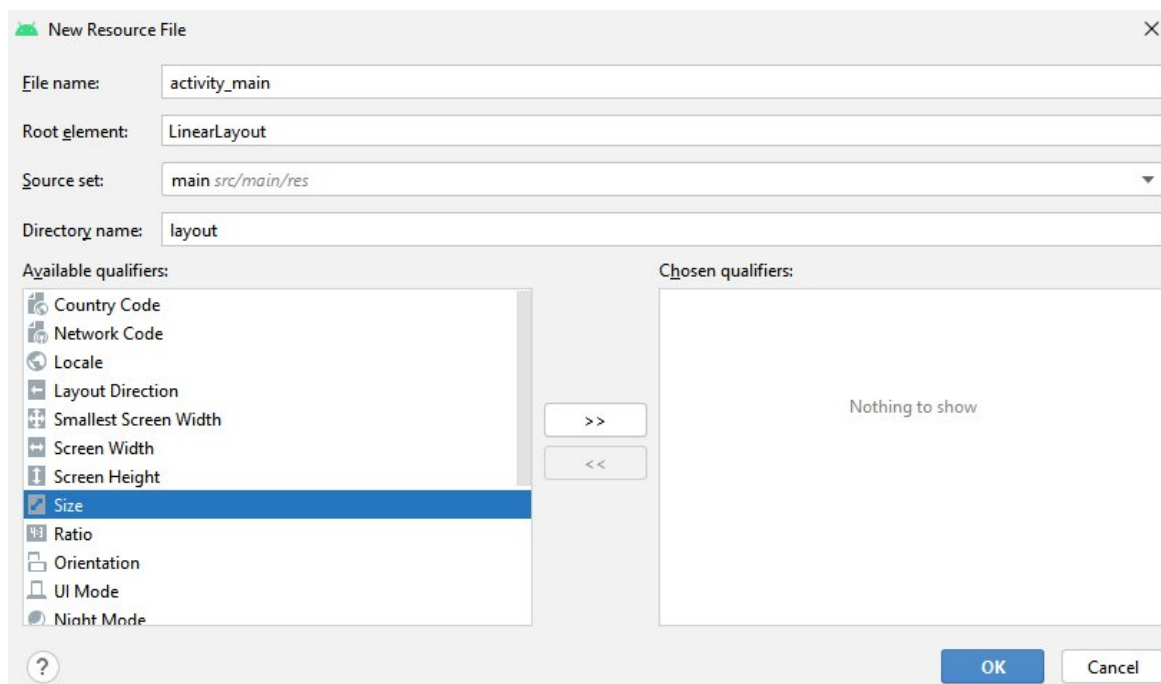 New Resource File
File name: activity_main
Root element: LinearLayout
Source set: main src/main/res
Directory name: layout
Available qualifiers:
Chosen qualifiers:
Country Code
Network Code
Locale
Layout Direction
Smallest Screen Width
Screen Width
Screen Height
Size
Ratio
Orientation
UI Mode
Night Mode
>>
<<
Nothing to show
?
OK
Cancel